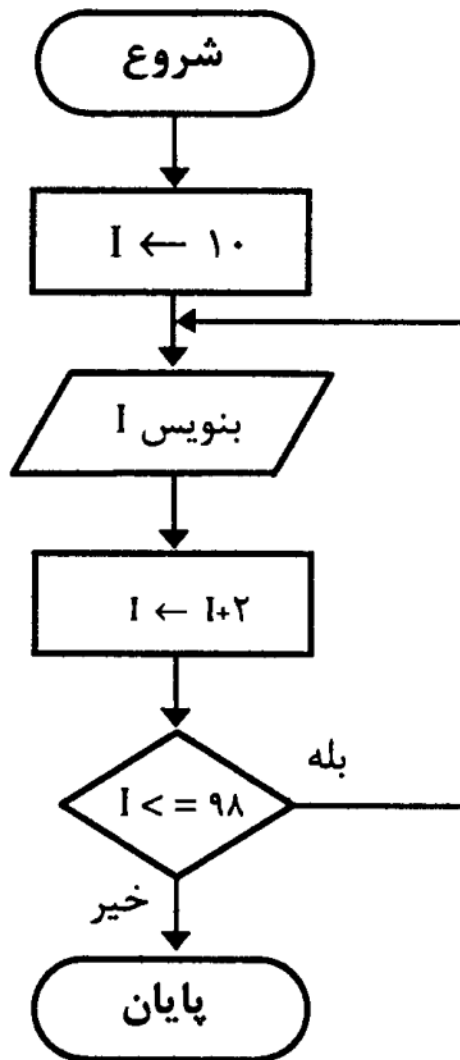 شروع
I ← ۱۰
بنویس I
I ← I+۲
بله
I < = ۹۸
خیر
پایان